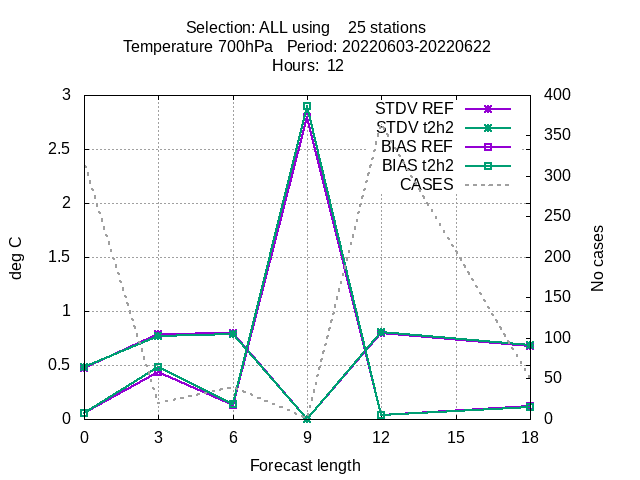 Selection: ALL using    25 stations
Temperature 700hPa   Period: 20220603-20220622
Hours:  12
3
2.5
2
1.5
1
0.5
0
400
350
300
250
200
150
100
50
0
STDV REF
STDV t2h2
BIAS REF
BIAS t2h2
CASES
deg C
No cases
0 3 6 9 12 15 18
Forecast length